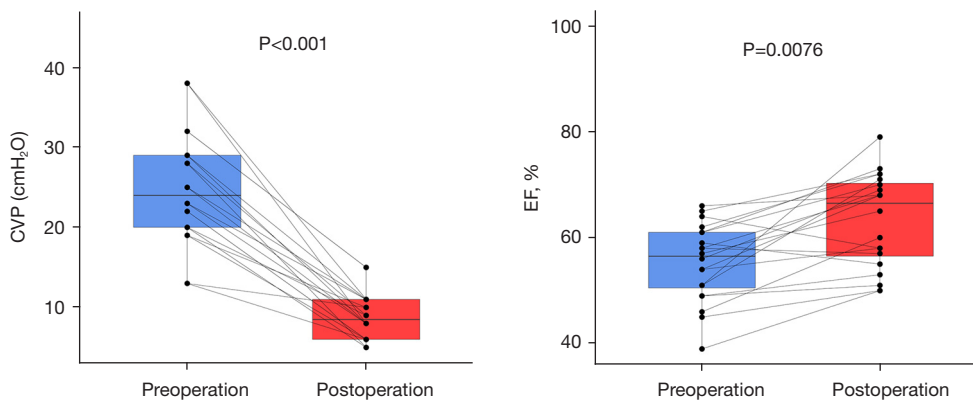 P<0.001
CVP (cmH₂O)
40
30
20
10
Preoperation Postoperation
P=0.0076
EF, %
100
80
60
40
Preoperation Postoperation